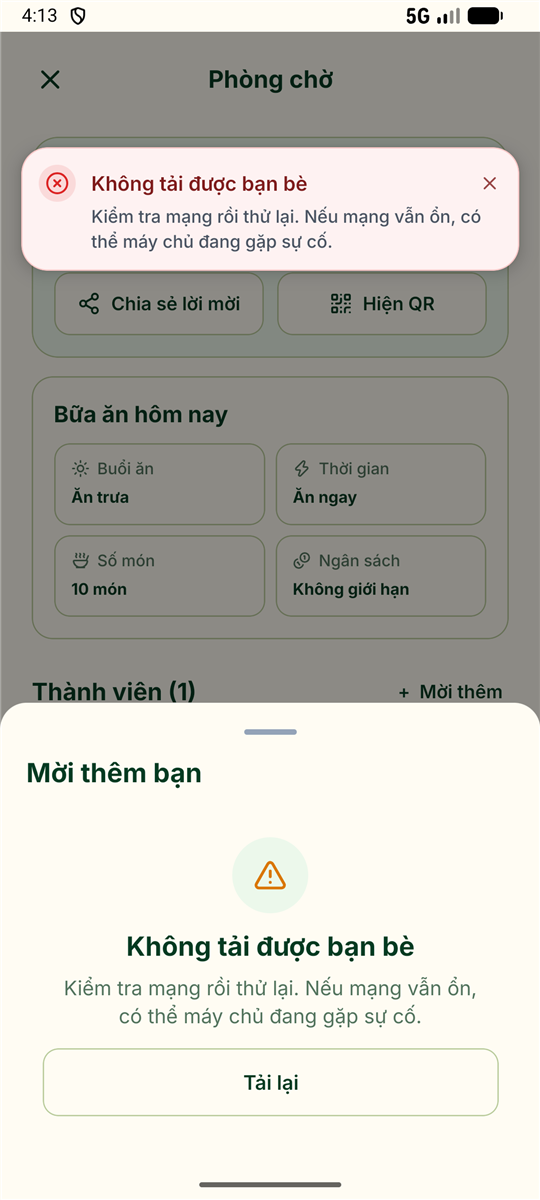 4:13
5G
Phòng chờ
Không tải được bạn bè
Kiểm tra mạng rồi thử lại. Nếu mạng vẫn ổn, có
thể máy chủ đang gặp sự cố.
Chia sẻ lời mời
Hiện QR
Bữa ăn hôm nay
Buổi ăn
Ăn trưa
Thời gian
Ăn ngay
Số món
10 món
Ngân sách
Không giới hạn
Thành viên (1)
+ Mời thêm
Mời thêm bạn
Không tải được bạn bè
Kiểm tra mạng rồi thử lại. Nếu mạng vẫn ổn,
có thể máy chủ đang gặp sự cố.
Tải lại